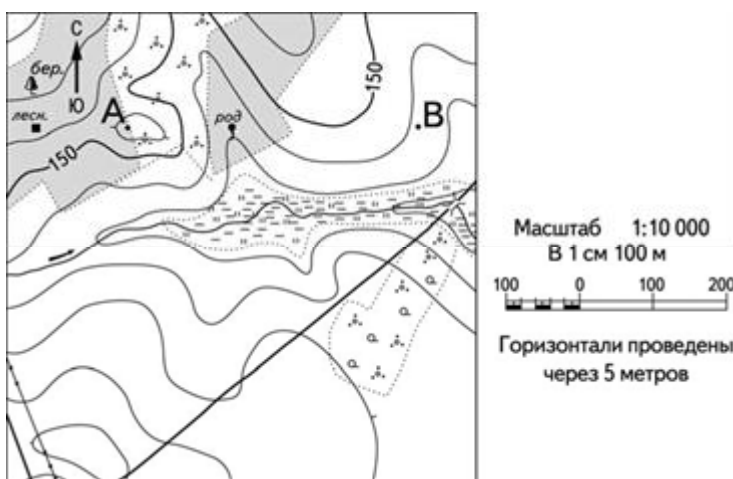 С
бер.
Ю
лесн.
А
род
150
В
150
Масштаб 1:10 000
В 1 см 100 м
100 0 100 200
Горизонтали проведены
через 5 метров